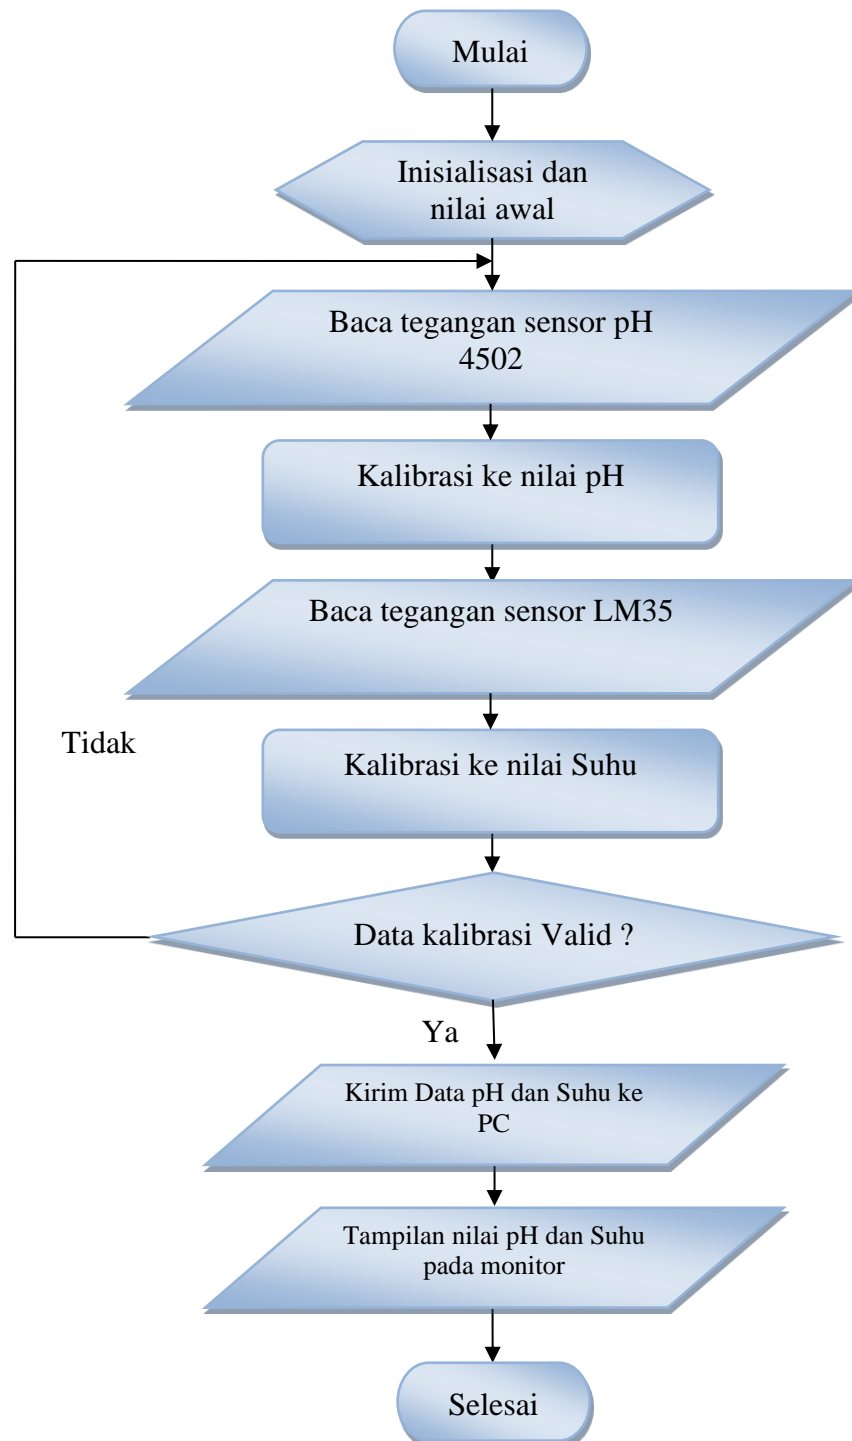 Mulai
Inisialisasi dan
nilai awal
Baca tegangan sensor pH
4502
Kalibrasi ke nilai pH
Baca tegangan sensor LM35
Tidak
Kalibrasi ke nilai Suhu
Data kalibrasi Valid ?
Ya
Kirim Data pH dan Suhu ke
PC
Tampilan nilai pH dan Suhu
pada monitor
Selesai